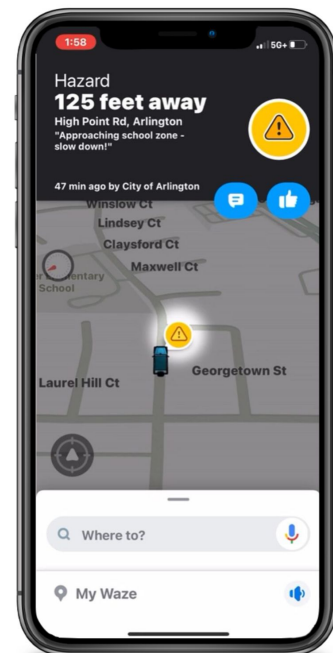 1:58
5G+
Hazard
125 feet away
High Point Rd, Arlington
"Approaching school zone -
slow down!"
47 min ago by City of Arlington
Winslow Ct
Lindsey Ct
Claysford Ct
Maxwell Ct
School
Laurel Hill Ct
Georgetown St
Where to?
My Waze